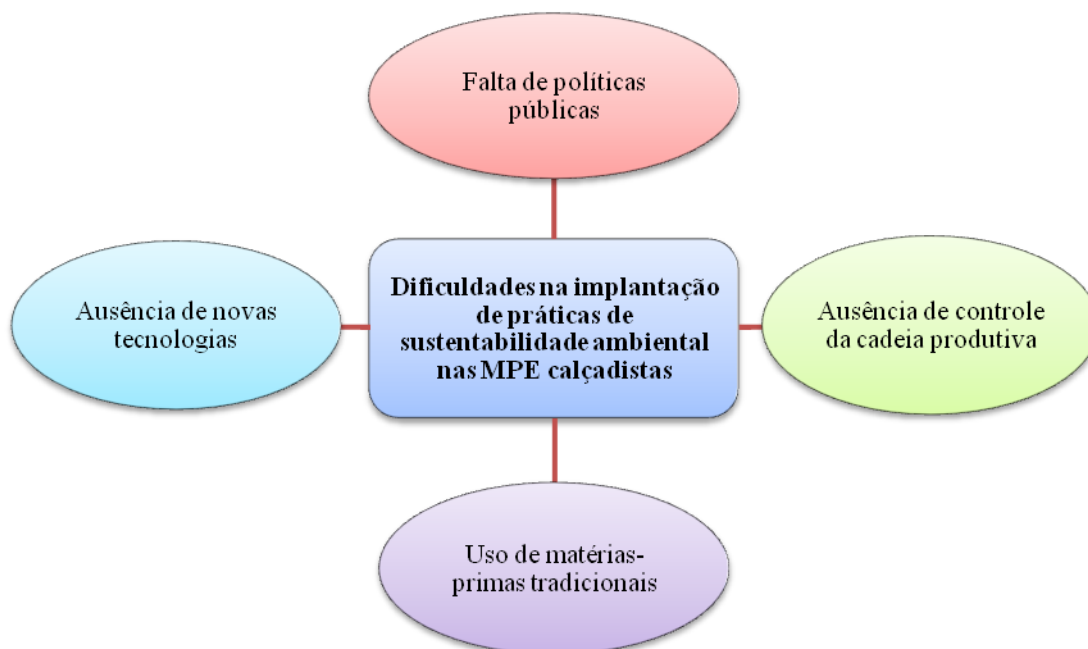 Falta de políticas
públicas
Ausência de novas
tecnologias
Dificuldades na implantação
de práticas de
sustentabilidade ambiental
nas MPE calçadistas
Ausência de controle
da cadeia produtiva
Uso de matérias-
primas tradicionais